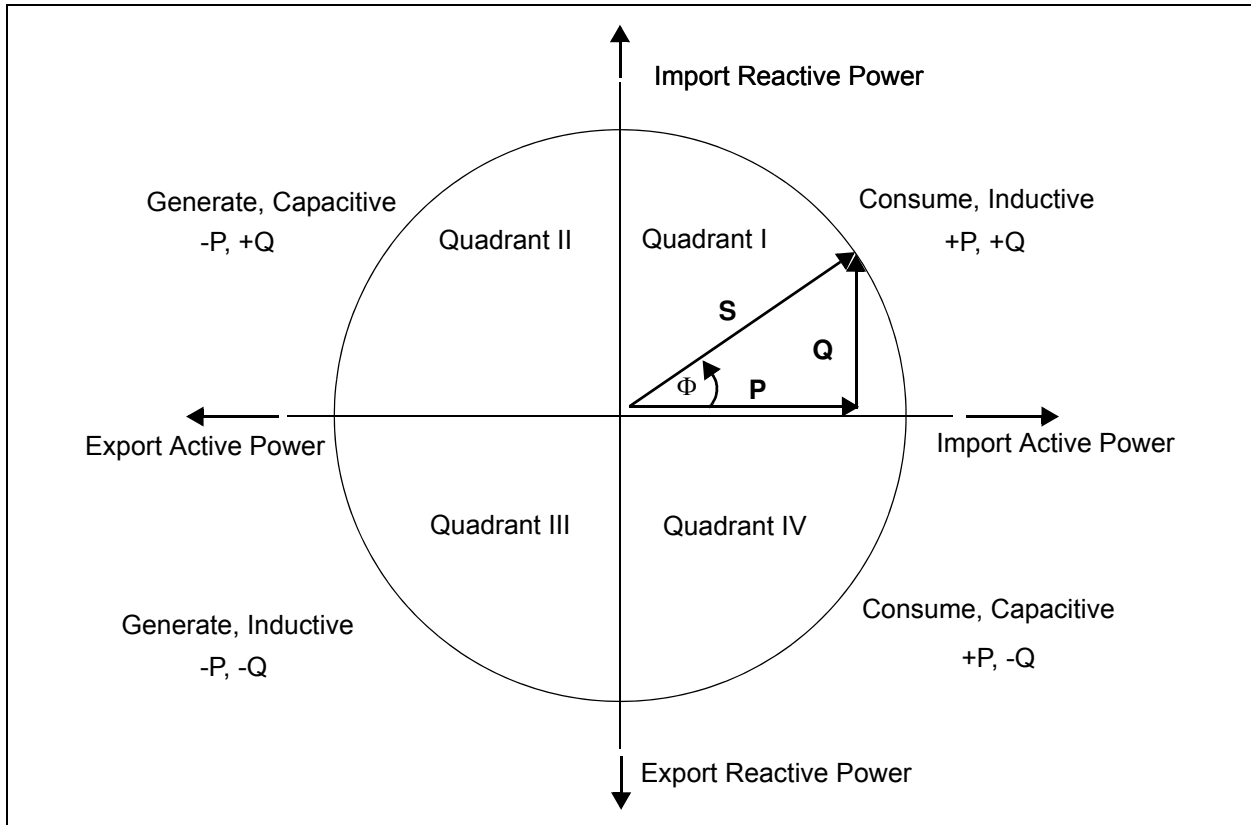 Import Reactive Power
Generate, Capacitive
-P, +Q
Quadrant II
Quadrant I
Consume, Inductive
+P, +Q
S
Q
Φ
P
Export Active Power
Import Active Power
Quadrant III
Quadrant IV
Generate, Inductive
-P, -Q
Consume, Capacitive
+P, -Q
Export Reactive Power